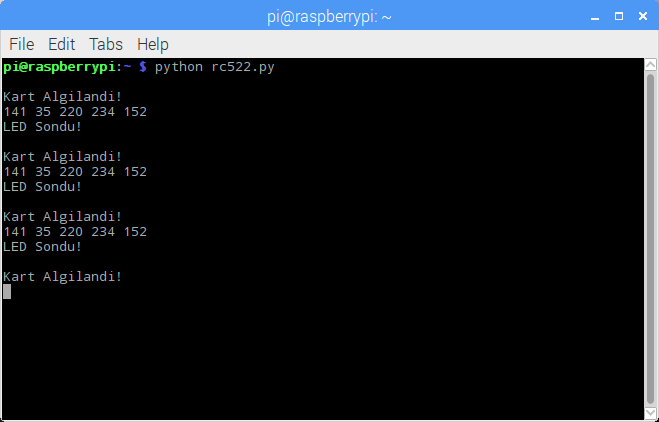 pi@raspberrypi: ~
File Edit Tabs Help
pi@raspberrypi:~ $ python rc522.py
Kart Algilandi!
141 35 220 234 152
LED Sondu!
Kart Algilandi!
141 35 220 234 152
LED Sondu!
Kart Algilandi!
141 35 220 234 152
LED Sondu!
Kart Algilandi!